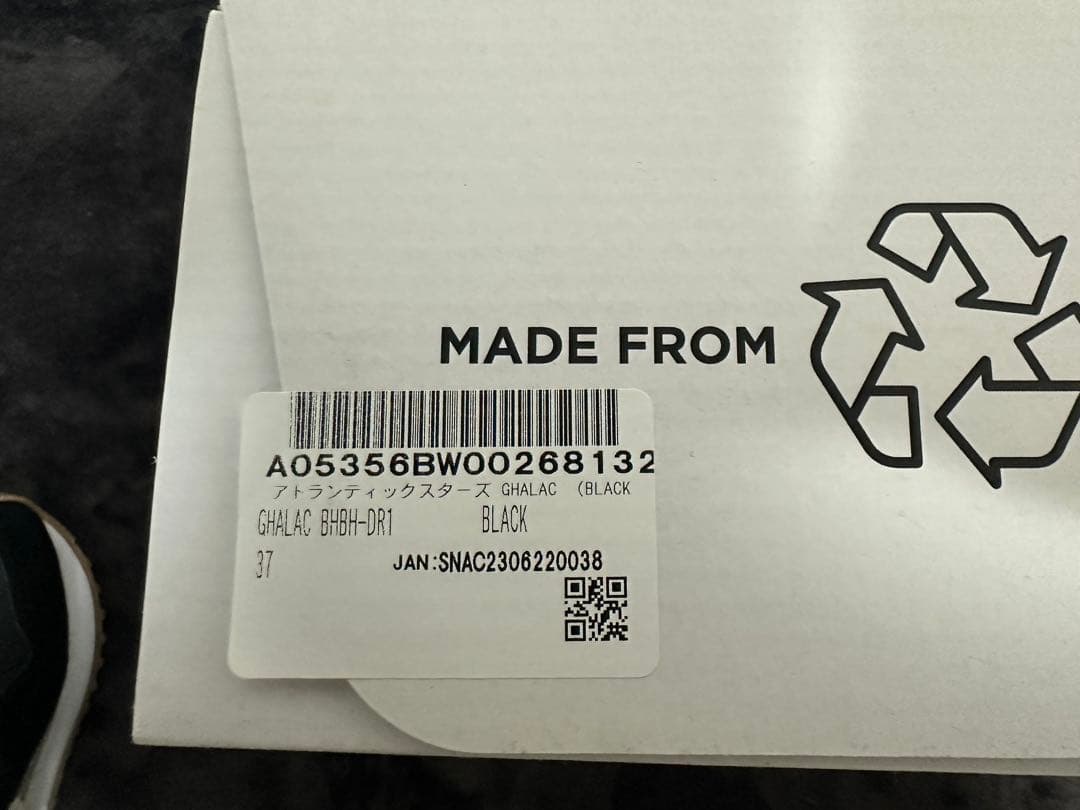 MADE FROM
A05356BW00268132
アトランティックスターズ GHALAC (BLACK
GHALAC BHBH-DR1 BLACK
37 JAN:SNAC2306220038